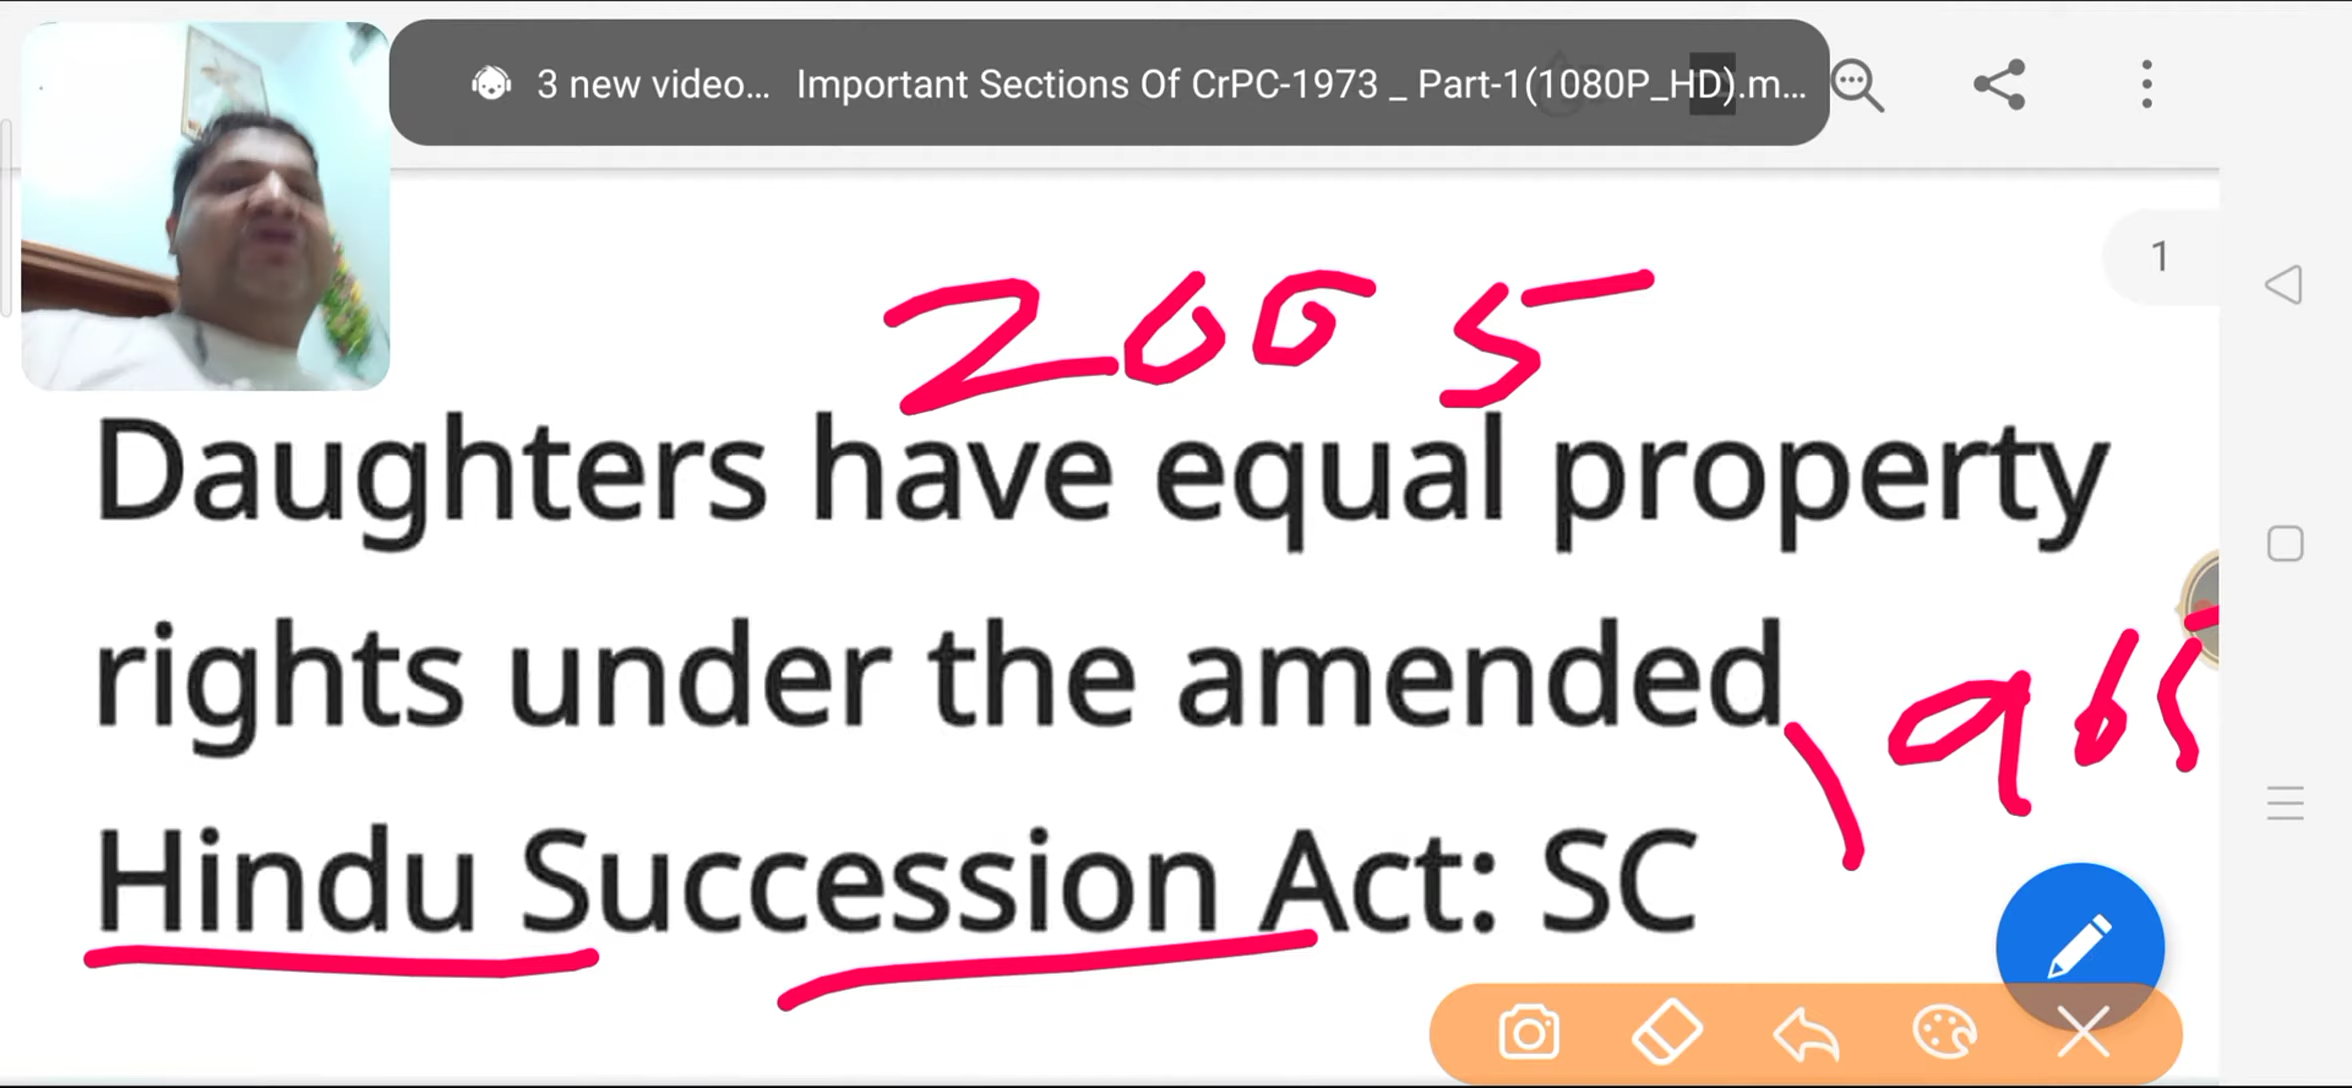 3 new video... Important Sections Of CrPC-1973 _ Part-1(1080P_HD).m...
1
2005
Daughters have equal property
rights under the amended
1965
Hindu Succession Act: SC